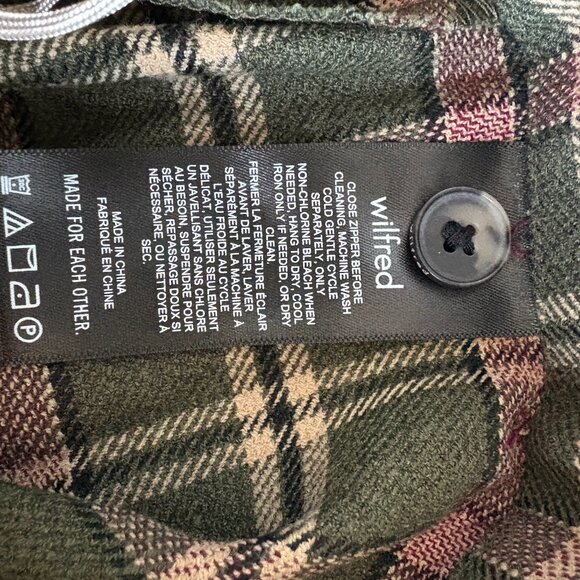 wilfred
CLOSE ZIPPER BEFORE
CLEANING, MACHINE WASH
COLD GENTLE CYCLE
SEPARATELY, ONLY
NON-CHLORINE BLEACH WHEN
NEEDED, HANG TO DRY, COOL
IRON ONLY IF NEEDED, OR DRY
CLEAN.
FERMER LA FERMETURE ÉCLAIR
AVANT DE LAVER, LAVER
SÉPARÉMENT À LA MACHINE À
L'EAU FROIDE AU CYCLE
DÉLICAT, UTILISER SEULEMENT
UN JAVELLISANT SANS CHLORE
AU BESOIN, SUSPENDRE POUR
SÉCHER, REPASSAGE DOUX SI
NÉCESSAIRE, OU NETTOYER À
SEC.
MADE IN CHINA
FABRIQUÉ EN CHINE
MADE FOR EACH OTHER.
P